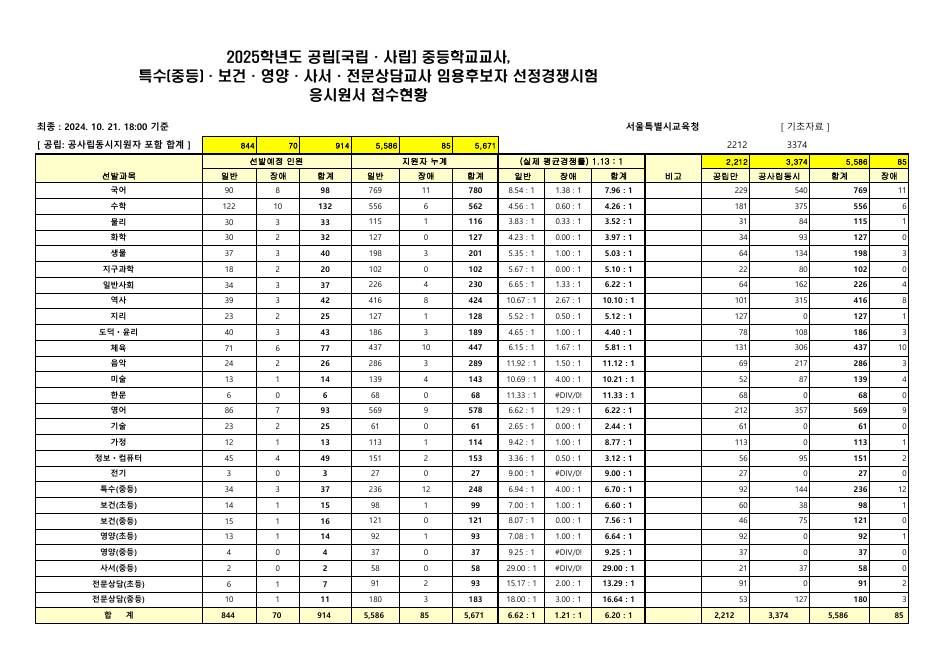 2025학년도 공립[국립 · 사립] 중등학교교사,
특수(중등) · 보건 · 영양 · 사서 · 전문상담교사 임용후보자 선정경쟁시험
응시원서 접수현황
최종 : 2024. 10. 21. 18:00 기준 서울특별시교육청 [ 기초자료 ]
[ 공립: 공사립동시지원자 포함 합계 ] 844 70 914 5,586 85 5,671 2212 3374
선발과목 선발예정 인원 지원자 누계 (실제 평균경쟁률) 1.13 : 1 비고 2,212 3,374 5,586 85
일반 장애 합계 일반 장애 합계 일반 장애 합계 공립만 공사립동시 합계 장애
국어 90 8 98 769 11 780 8.54 : 1 1.38 : 1 7.96 : 1 229 540 769 11
수학 122 10 132 556 6 562 4.56 : 1 0.60 : 1 4.26 : 1 181 375 556 6
물리 30 3 33 115 1 116 3.83 : 1 0.33 : 1 3.52 : 1 31 84 115 1
화학 30 2 32 127 0 127 4.23 : 1 0.00 : 1 3.97 : 1 34 93 127 0
생물 37 3 40 198 3 201 5.35 : 1 1.00 : 1 5.03 : 1 64 134 198 3
지구과학 18 2 20 102 0 102 5.67 : 1 0.00 : 1 5.10 : 1 22 80 102 0
일반사회 34 3 37 226 4 230 6.65 : 1 1.33 : 1 6.22 : 1 64 162 226 4
역사 39 3 42 416 8 424 10.67 : 1 2.67 : 1 10.10 : 1 101 315 416 8
지리 23 2 25 127 1 128 5.52 : 1 0.50 : 1 5.12 : 1 127 0 127 1
도덕·윤리 40 3 43 186 3 189 4.65 : 1 1.00 : 1 4.40 : 1 78 108 186 3
체육 71 6 77 437 10 447 6.15 : 1 1.67 : 1 5.81 : 1 131 306 437 10
음악 24 2 26 286 3 289 11.92 : 1 1.50 : 1 11.12 : 1 69 217 286 3
미술 13 1 14 139 4 143 10.69 : 1 4.00 : 1 10.21 : 1 52 87 139 4
한문 6 0 6 68 0 68 11.33 : 1 #DIV/0! 11.33 : 1 68 0 68 0
영어 86 7 93 569 9 578 6.62 : 1 1.29 : 1 6.22 : 1 212 357 569 9
기술 23 2 25 61 0 61 2.65 : 1 0.00 : 1 2.44 : 1 61 0 61 0
가정 12 1 13 113 1 114 9.42 : 1 1.00 : 1 8.77 : 1 113 0 113 1
정보·컴퓨터 45 4 49 151 2 153 3.36 : 1 0.50 : 1 3.12 : 1 56 95 151 2
전기 3 0 3 27 0 27 9.00 : 1 #DIV/0! 9.00 : 1 27 0 27 0
특수(중등) 34 3 37 236 12 248 6.94 : 1 4.00 : 1 6.70 : 1 92 144 236 12
보건(초등) 14 1 15 98 1 99 7.00 : 1 1.00 : 1 6.60 : 1 60 38 98 1
보건(중등) 15 1 16 121 0 121 8.07 : 1 0.00 : 1 7.56 : 1 46 75 121 0
영양(초등) 13 1 14 92 1 93 7.08 : 1 1.00 : 1 6.64 : 1 92 0 92 1
영양(중등) 4 0 4 37 0 37 9.25 : 1 #DIV/0! 9.25 : 1 37 0 37 0
사서(중등) 2 0 2 58 0 58 29.00 : 1 #DIV/0! 29.00 : 1 21 37 58 0
전문상담(초등) 6 1 7 91 2 93 15.17 : 1 2.00 : 1 13.29 : 1 91 0 91 2
전문상담(중등) 10 1 11 180 3 183 18.00 : 1 3.00 : 1 16.64 : 1 53 127 180 3
합 계 844 70 914 5,586 85 5,671 6.62 : 1 1.21 : 1 6.20 : 1 2,212 3,374 5,586 85